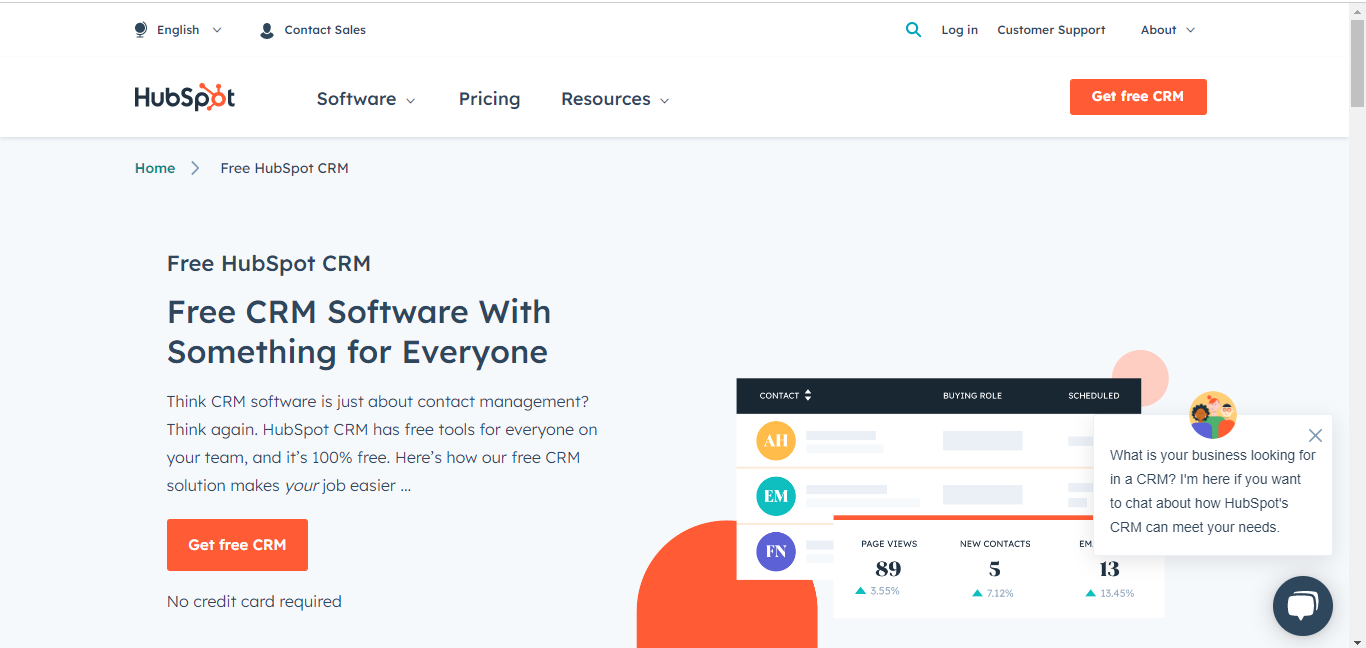 English
Contact Sales
Log in
Customer Support
About
HubSpot
Software
Pricing
Resources
Get free CRM
Home
Free HubSpot CRM
Free HubSpot CRM
Free CRM Software With
Something for Everyone
Think CRM software is just about contact management?
Think again. HubSpot CRM has free tools for everyone on
your team, and it’s 100% free. Here’s how our free CRM
solution makes your job easier ...
Get free CRM
No credit card required
CONTACT
BUYING ROLE
SCHEDULED
AH
EM
FN
PAGE VIEWS
NEW CONTACTS
89
5
13
3.55%
7.12%
13.45%
What is your business looking for
in a CRM? I'm here if you want
to chat about how HubSpot's
CRM can meet your needs.